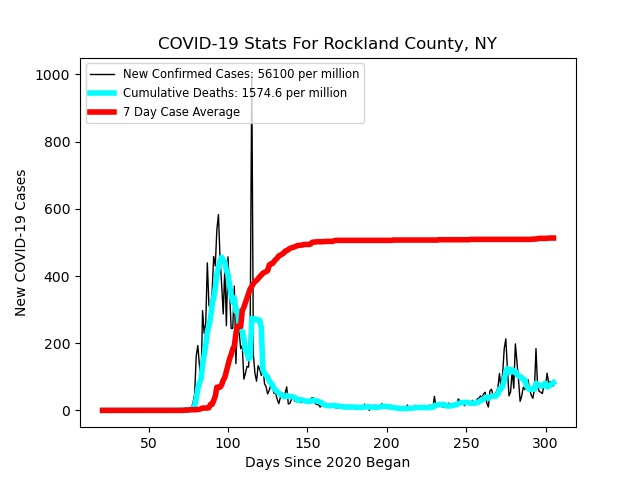 COVID-19 Stats For Rockland County, NY
New Confirmed Cases: 56100 per million
Cumulative Deaths: 1574.6 per million
7 Day Case Average
1000
800
600
400
200
0
New COVID-19 Cases
50 100 150 200 250 300
Days Since 2020 Began